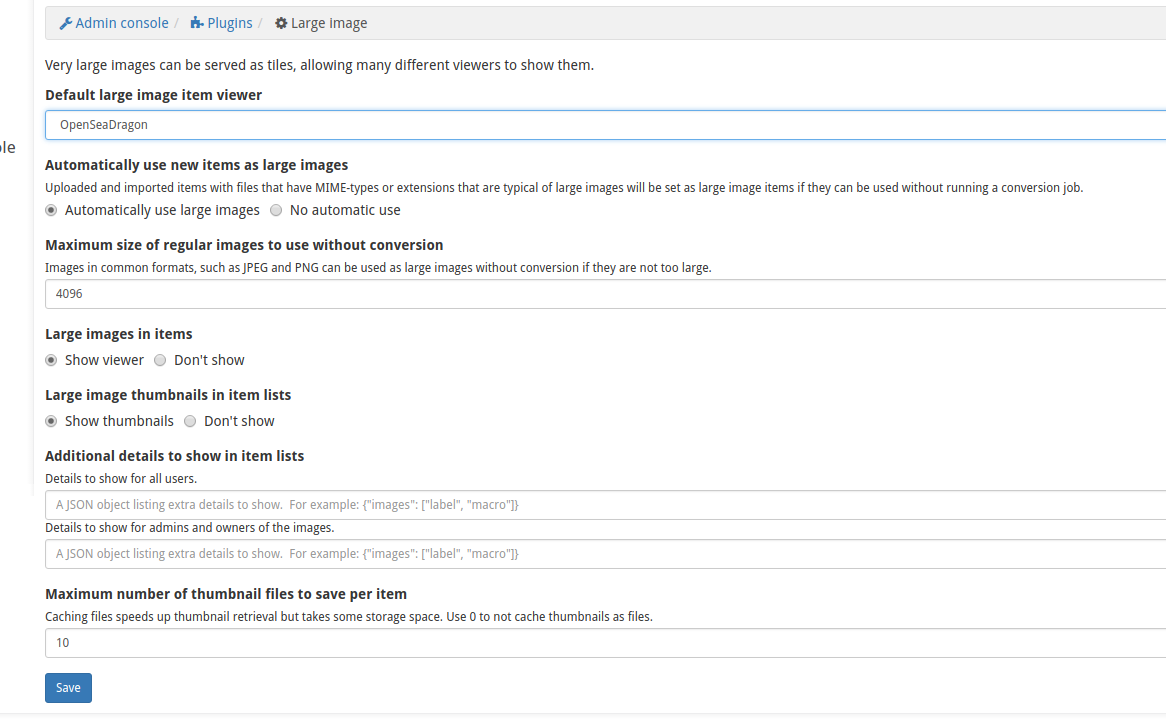 Admin console / Plugins / Large image
Very large images can be served as tiles, allowing many different viewers to show them.
Default large image item viewer
OpenSeaDragon
ole
Automatically use new items as large images
Uploaded and imported items with files that have MIME-types or extensions that are typical of large images will be set as large image items if they can be used without running a conversion job.
Automatically use large images No automatic use
Maximum size of regular images to use without conversion
Images in common formats, such as JPEG and PNG can be used as large images without conversion if they are not too large.
4096
Large images in items
Show viewer Don't show
Large image thumbnails in item lists
Show thumbnails Don't show
Additional details to show in item lists
Details to show for all users.
A JSON object listing extra details to show. For example: {"images": ["label", "macro"]}
Details to show for admins and owners of the images.
A JSON object listing extra details to show. For example: {"images": ["label", "macro"]}
Maximum number of thumbnail files to save per item
Caching files speeds up thumbnail retrieval but takes some storage space. Use 0 to not cache thumbnails as files.
10
Save